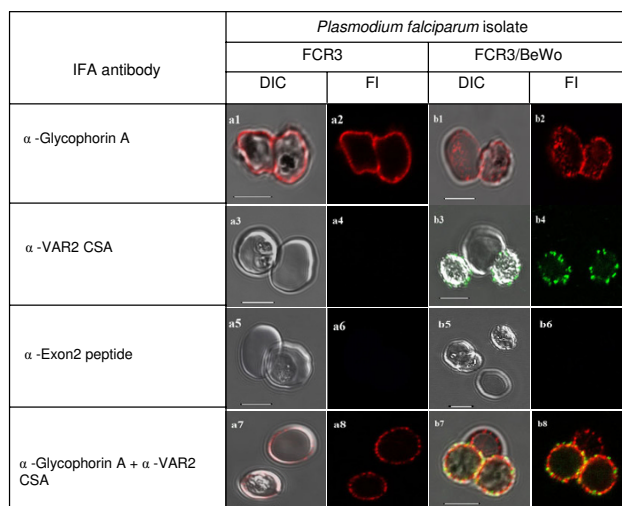 Plasmodium falciparum isolate
IFA antibody
FCR3
FCR3/BeWo
DIC
FI
DIC
FI
α -Glycophorin A
a1
a2
b1
b2
α -VAR2 CSA
a3
a4
b3
b4
α -Exon2 peptide
a5
a6
b5
b6
α -Glycophorin A + α -VAR2
CSA
a7
a8
b7
b8